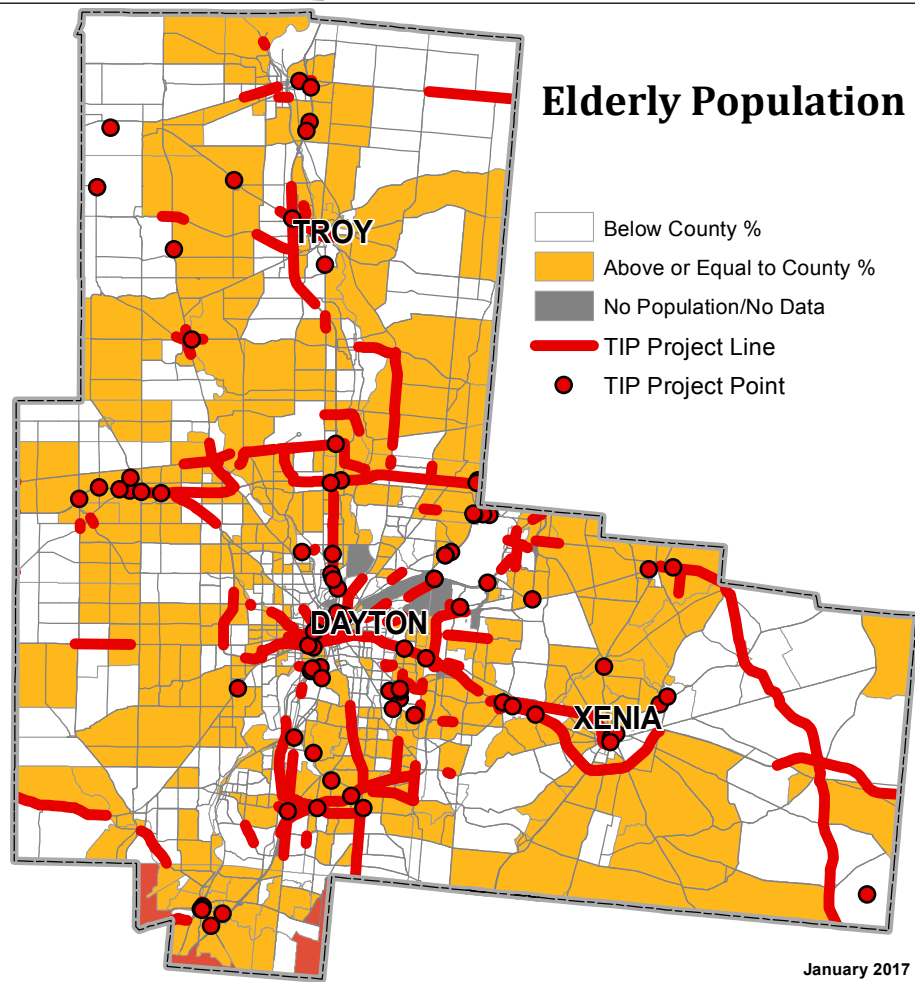 Elderly Population
Below County %
Above or Equal to County %
No Population/No Data
TIP Project Line
TIP Project Point
TROY
DAYTON
XENIA
January 2017